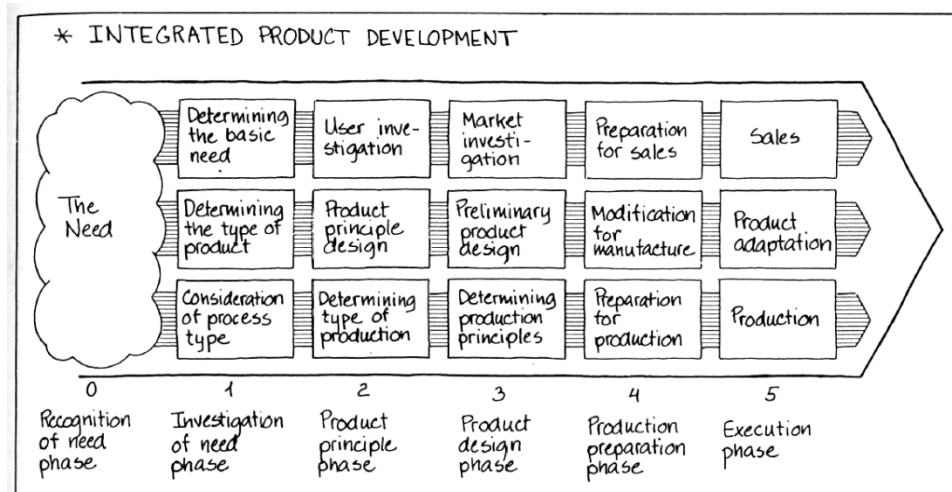 * INTEGRATED PRODUCT DEVELOPMENT
The
Need
Determining
the basic
need
User inve-
stigation
Market
investi-
gation
Preparation
for sales
Sales
Determining
the type of
product
Product
principle
design
Preliminary
product
design
Modification
for
manufacture
Product
adaptation
Consideration
of process
type
Determining
type of
production
Determining
production
principles
Preparation
for
production
Production
0
Recognition
of need
phase
1
Investigation
of need
phase
2
Product
principle
phase
3
Product
design
phase
4
Production
preparation
phase
5
Execution
phase